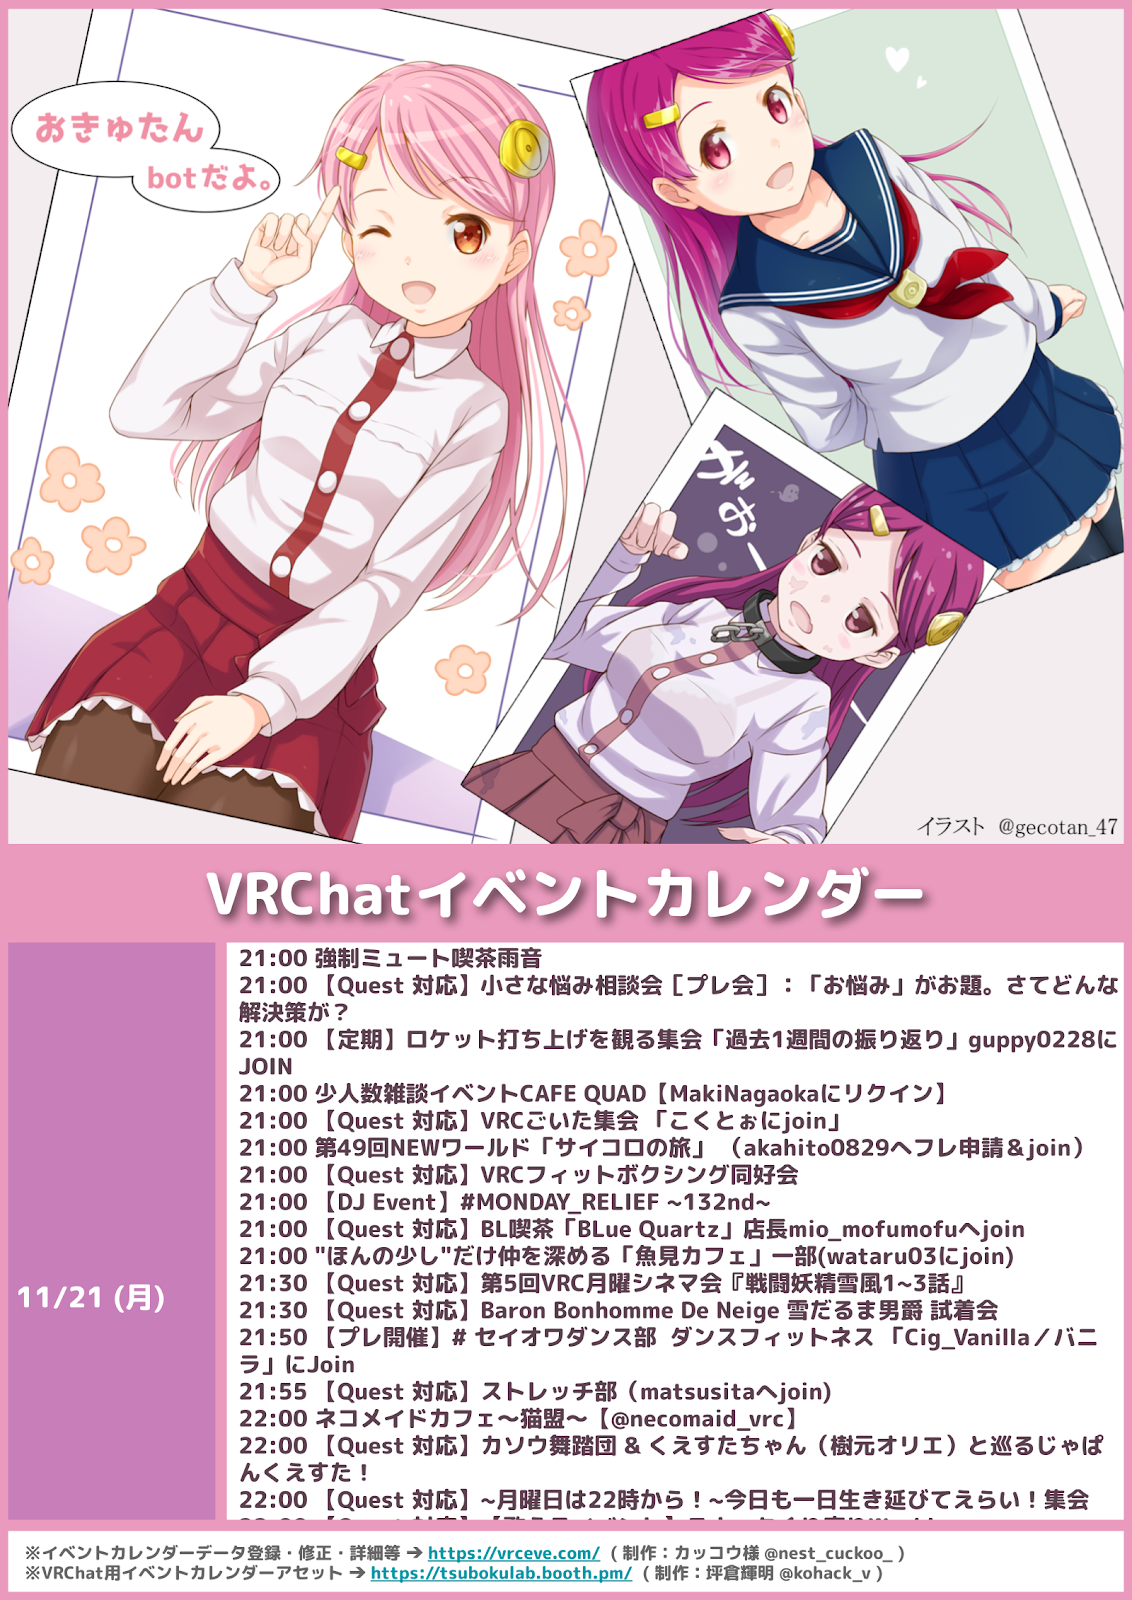 おきゅたん
botだよ。
がおー
イラスト @gecotan_47
VRChatイベントカレンダー
11/21 (月)
21:00 強制ミュート喫茶雨音
21:00 【Quest 対応】小さな悩み相談会［プレ会］：「お悩み」がお題。さてどんな
解決策が？
21:00 【定期】ロケット打ち上げを観る集会「過去1週間の振り返り」guppy0228に
JOIN
21:00 少人数雑談イベントCAFE QUAD【MakiNagaokaにリクイン】
21:00 【Quest 対応】VRCごいた集会 「こくとぉにjoin」
21:00 第49回NEWワールド「サイコロの旅」 （akahito0829へフレ申請＆join）
21:00 【Quest 対応】VRCフィットボクシング同好会
21:00 【DJ Event】#MONDAY_RELIEF ~132nd~
21:00 【Quest 対応】BL喫茶「BLue Quartz」店長mio_mofumofuへjoin
21:00 "ほんの少し"だけ仲を深める「魚見カフェ」一部(wataru03にjoin)
21:30 【Quest 対応】第5回VRC月曜シネマ会『戦闘妖精雪風1~3話』
21:30 【Quest 対応】Baron Bonhomme De Neige 雪だるま男爵 試着会
21:50 【プレ開催】# セイオワダンス部 ダンスフィットネス 「Cig_Vanilla／バニ
ラ」にJoin
21:55 【Quest 対応】ストレッチ部（matsusitaへjoin)
22:00 ネコメイドカフェ～猫盟～【@necomaid_vrc】
22:00 【Quest 対応】カソウ舞踏団 & くえすたちゃん（樹元オリエ）と巡るじゃぱ
んくえすた！
22:00 【Quest 対応】~月曜日は22時から！~今日も一日生き延びてえらい！集会
※イベントカレンダーデータ登録・修正・詳細等 ➔ https://vrceve.com/ ( 制作：カッコウ様 @nest_cuckoo_ )
※VRChat用イベントカレンダーアセット ➔ https://tsubokulab.booth.pm/ ( 制作：坪倉輝明 @kohack_v )